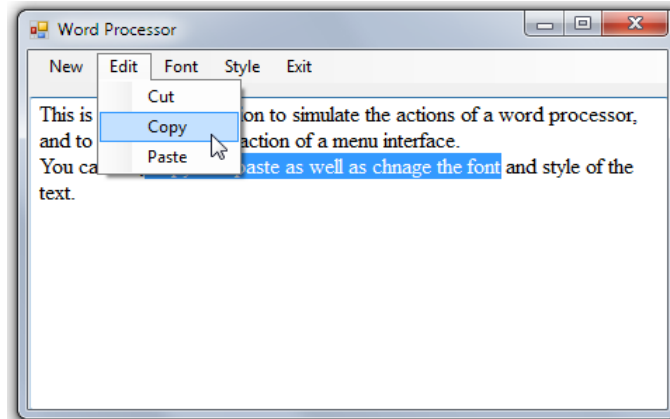 Word Processor
New Edit Font Style Exit
Cut
Copy
Paste
This is on to simulate the actions of a word processor,
and to action of a menu interface.
You ca paste as well as chnage the font and style of the
text.